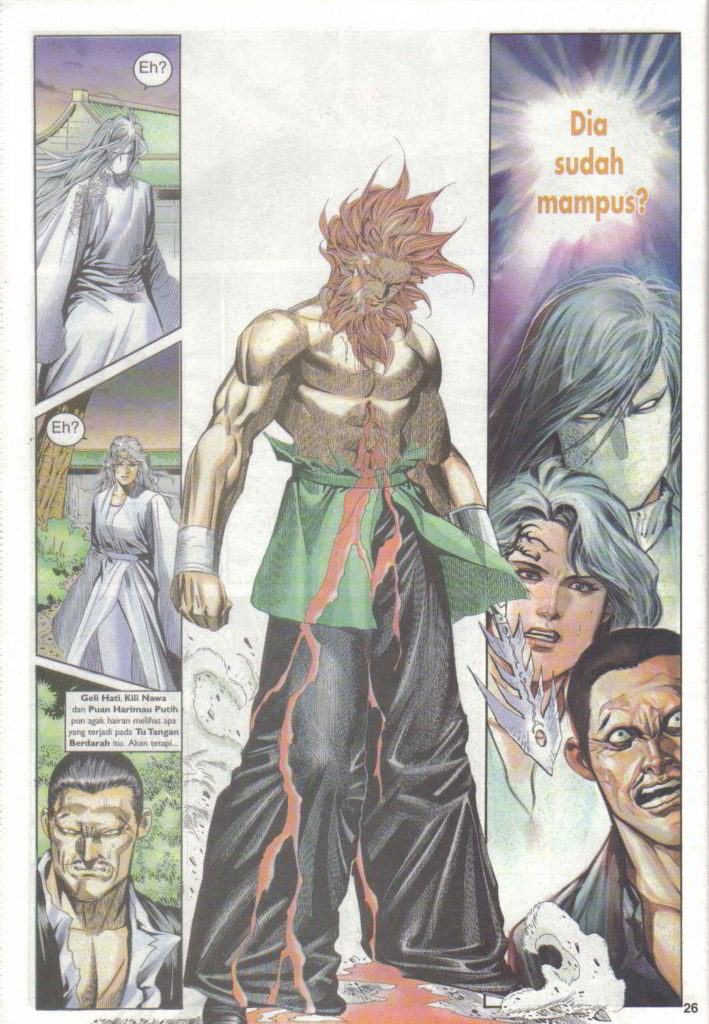 Eh?
Eh?
Geli Hati, Kili Nawa
dan Puan Harimau Putih
pun agak hairan melihat apa
yang terjadi pada Tu Tangan
Berdarah itu. Akan tetapi...
Dia
sudah
mampus?
26